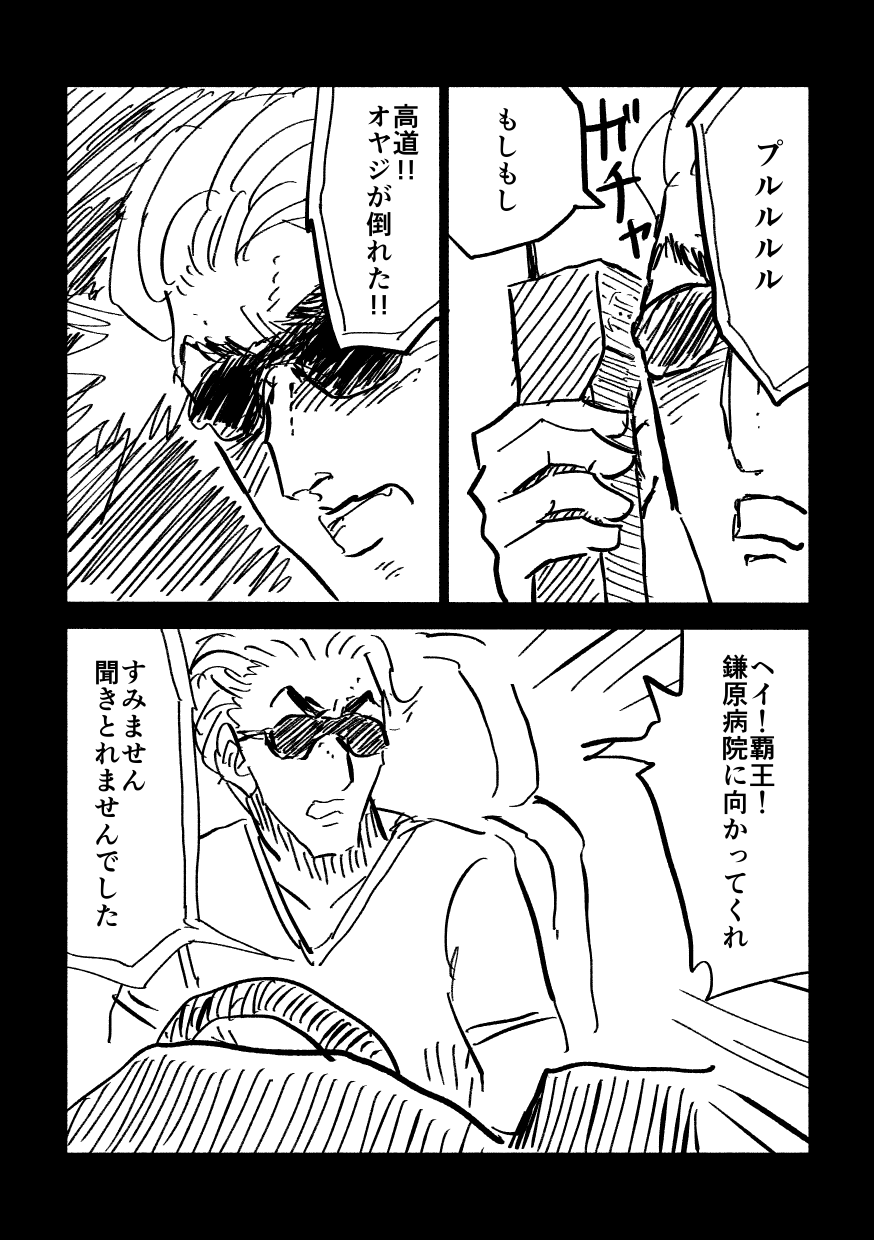 プルルルル
ガチャ
もしもし
高道!!
オヤジが倒れた!!
ヘイ！覇王！
鎌原病院に向かってくれ
すみません
聞きとれませんでした